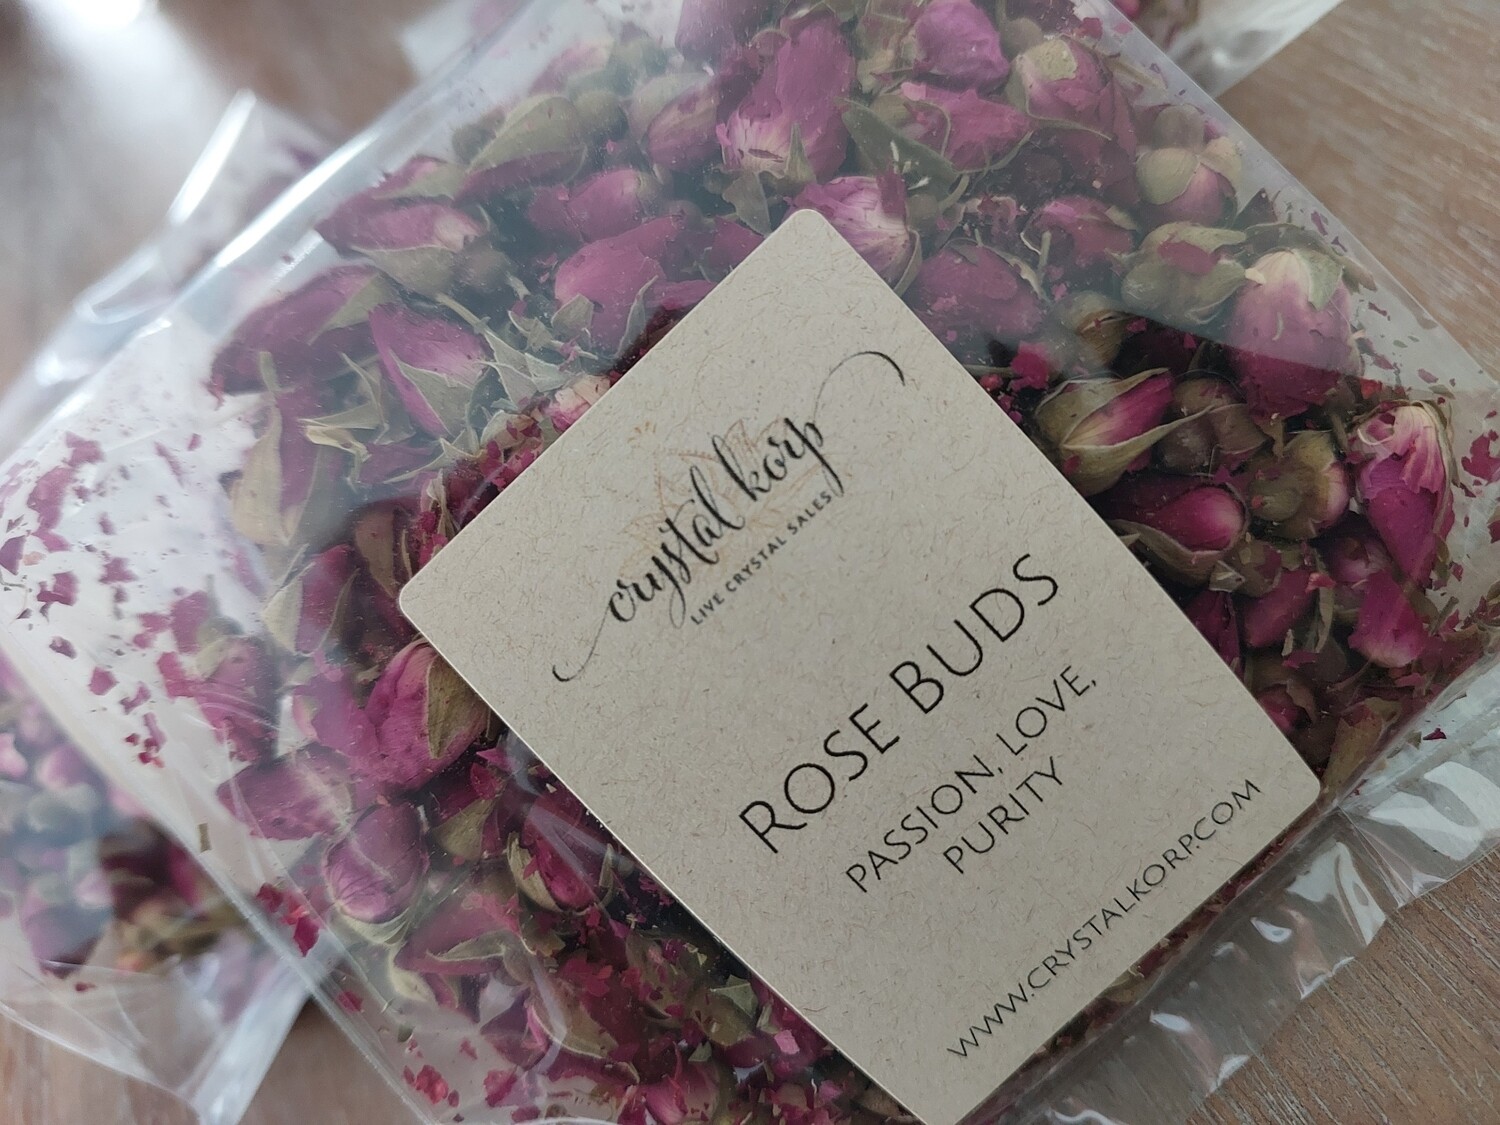 crystal korp
LIVE CRYSTAL SALES
ROSE BUDS
PASSION, LOVE,
PURITY
WWW.CRYSTALKORP.COM